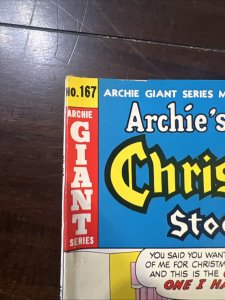 No. 167
ARCHIE GIANT SERIES M
ARCHIE
GIANT
SERIES
Archie's
Chris
Sto
YOU SAID YOU WANT
OF ME FOR CHRISTM
AND THIS IS THE
ONE I HA